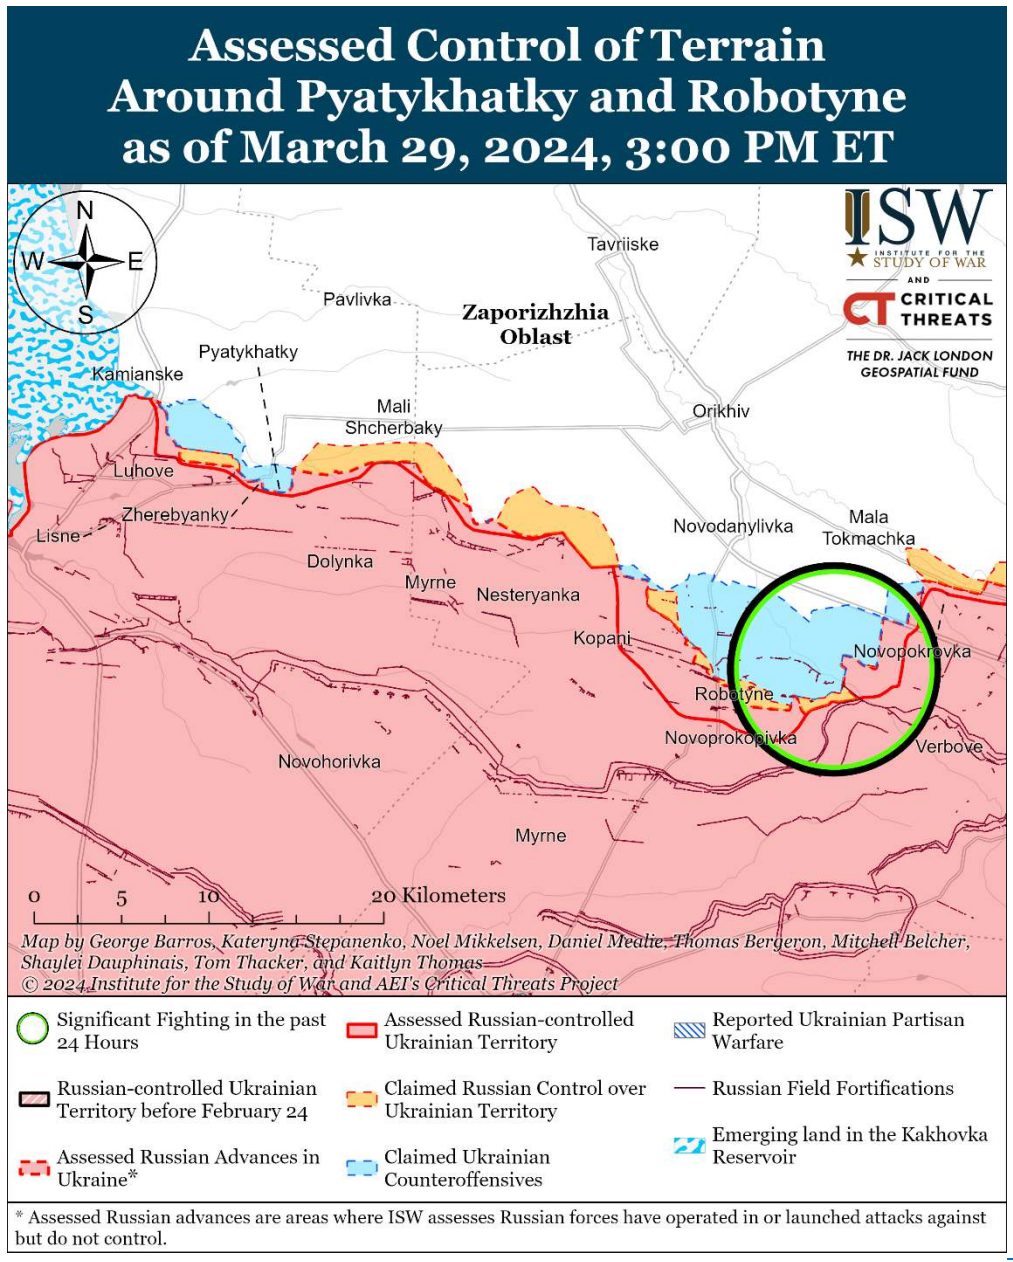 Assessed Control of Terrain
Around Pyatykhatky and Robotyne
as of March 29, 2024, 3:00 PM ET
N
W
E
S
ISW
INSTITUTE FOR THE
STUDY OF WAR
AND
CT CRITICAL
THREATS
THE DR. JACK LONDON
GEOSPATIAL FUND
Tavriiske
Pavlivka
Zaporizhzhia
Oblast
Pyatykhatky
Kamianske
Mali
Shcherbaky
Orikhiv
Luhove
Zherebyanky
Lisne
Novodanylivka
Mala
Tokmachka
Dolynka
Myrne
Nesteryanka
Kopani
Novopokrovka
Robotyne
Novoprokopivka
Verbove
Novohorivka
Myrne
0 5 10 20 Kilometers
Map by George Barros, Kateryna Stepanenko, Noel Mikkelsen, Daniel Mealie, Thomas Bergeron, Mitchell Belcher,
Shaylei Dauphinais, Tom Thacker, and Kaitlyn Thomas
© 2024 Institute for the Study of War and AEI's Critical Threats Project
Significant Fighting in the past
24 Hours
Russian-controlled Ukrainian
Territory before February 24
Assessed Russian Advances in
Ukraine*
Assessed Russian-controlled
Ukrainian Territory
Claimed Russian Control over
Ukrainian Territory
Claimed Ukrainian
Counteroffensives
Reported Ukrainian Partisan
Warfare
Russian Field Fortifications
Emerging land in the Kakhovka
Reservoir
* Assessed Russian advances are areas where ISW assesses Russian forces have operated in or launched attacks against
but do not control.